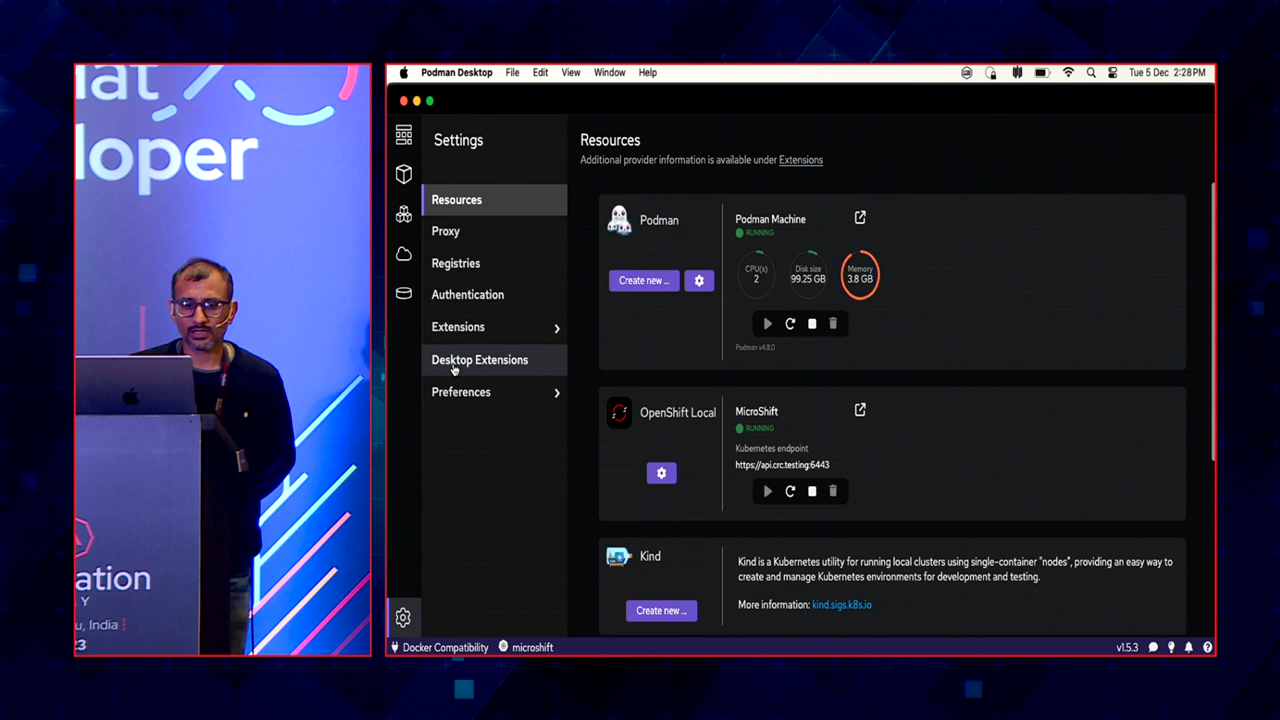 loper
ation
u, India
Podman Desktop File Edit View Window Help
Tue 5 Dec 2:28 PM
Settings
Resources
Proxy
Registries
Authentication
Extensions
Desktop Extensions
Preferences
Resources
Additional provider information is available under Extensions
Podman
Create new ...
Podman Machine
RUNNING
CPU(s)
2
Disk size
99.25 GB
Memory
3.8 GB
Podman v4.8.0
OpenShift Local
MicroShift
RUNNING
Kubernetes endpoint
https://api.crc.testing:6443
Kind
Create new ...
Kind is a Kubernetes utility for running local clusters using single-container "nodes", providing an easy way to
create and manage Kubernetes environments for development and testing.
More information: kind.sigs.k8s.io
Docker Compatibility
microshift
v1.5.3